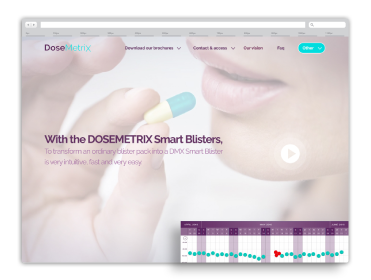 DoseMetrix
Download our brochures
Contact & access
Our vision
Faq
Other
With the DOSEMETRIX Smart Blisters,
To transform an ordinary blister pack into a DMX Smart Blister
is very intuitive, fast and very easy.